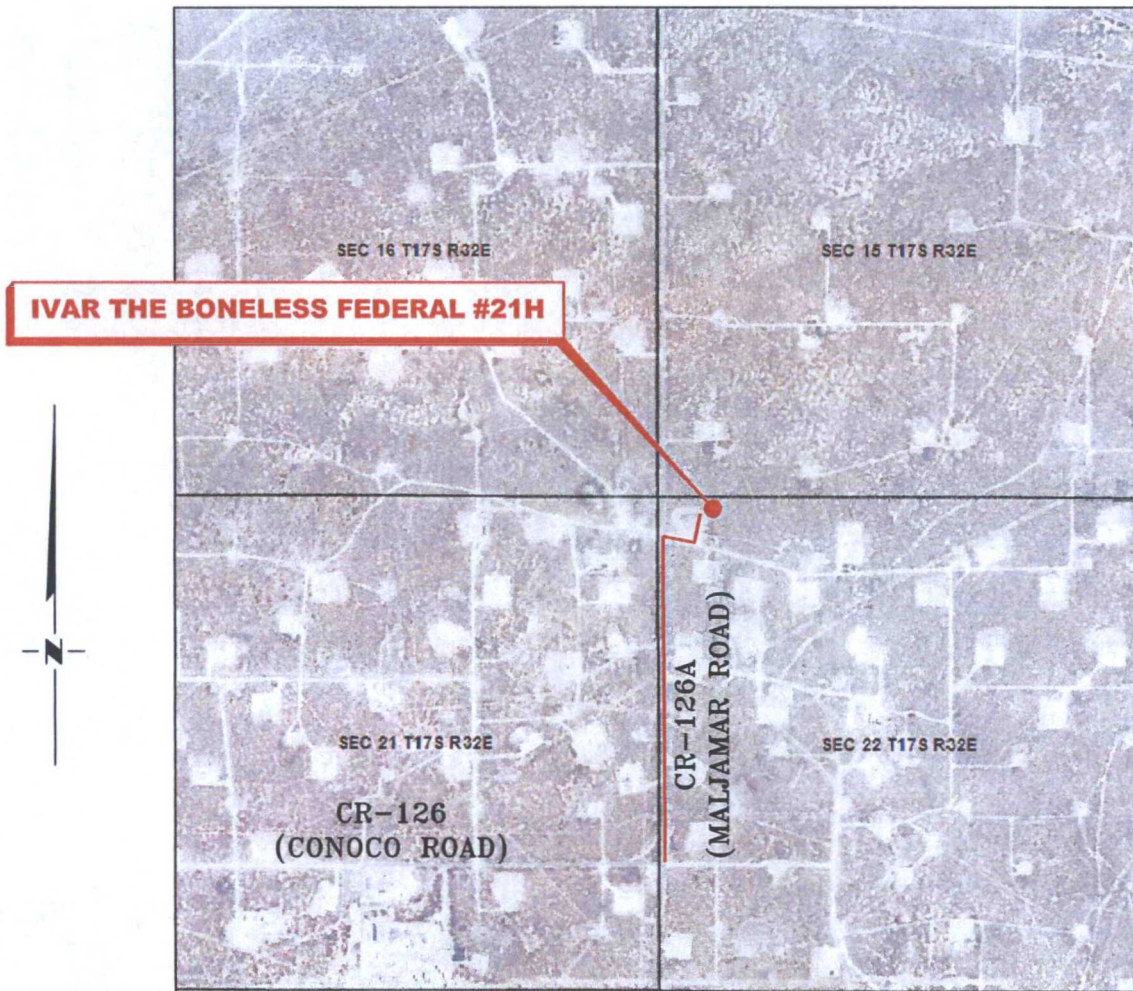 SEC 16 T17S R32E
SEC 15 T17S R32E
IVAR THE BONELESS FEDERAL #21H
N
CR-126A
(MALJAMAR ROAD)
SEC 21 T17S R32E
SEC 22 T17S R32E
CR-126
(CONOCO ROAD)